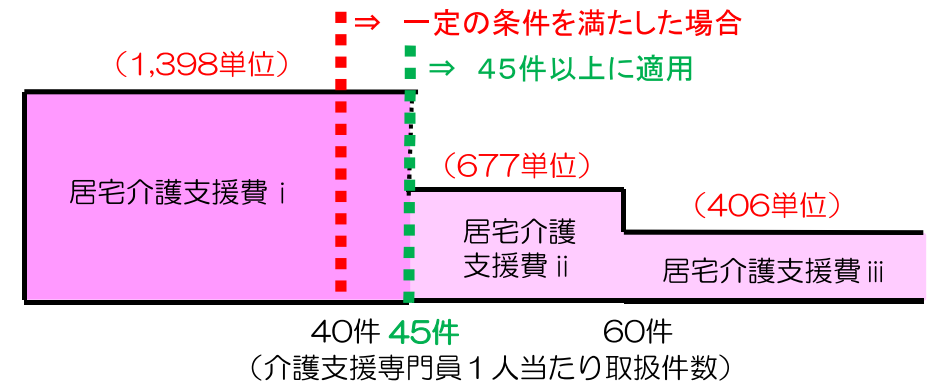 ⇒ 一定の条件を満たした場合
（1,398単位）
⇒ 45件以上に適用
（677単位）
居宅介護支援費ⅰ
（406単位）
居宅介護
支援費ⅱ
居宅介護支援費ⅲ
40件 45件 60件
（介護支援専門員１人当たり取扱件数）